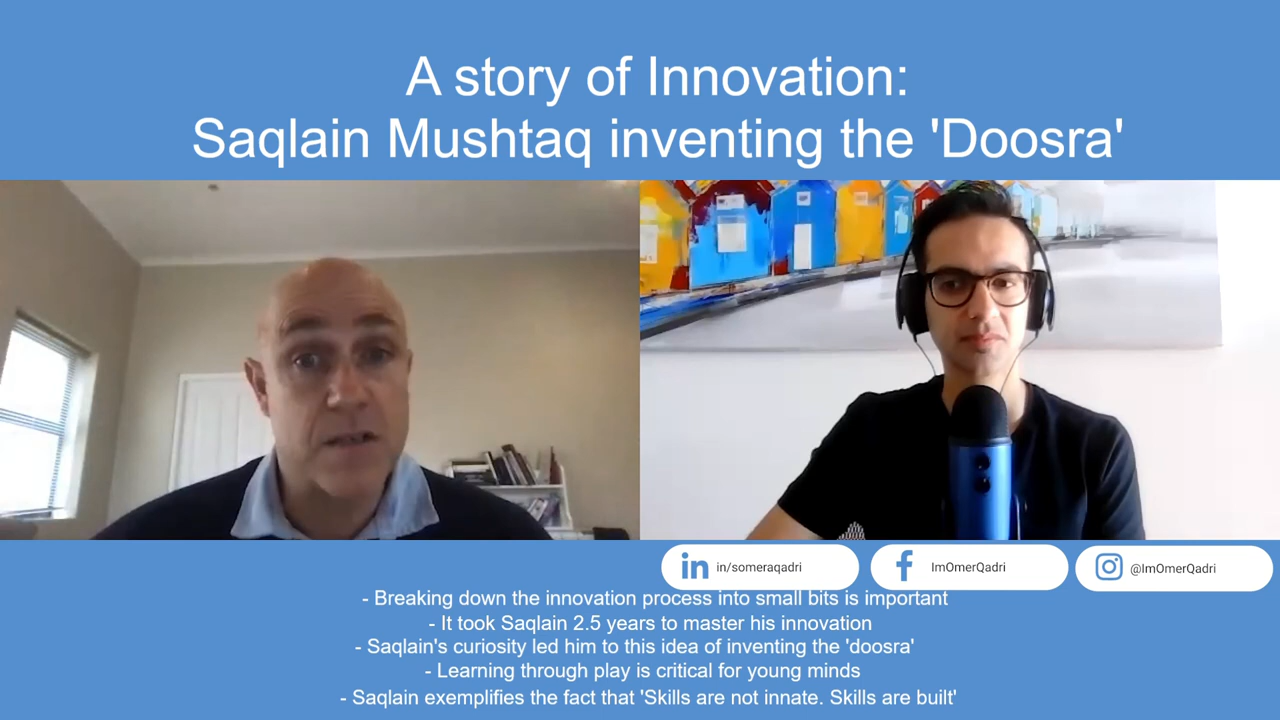 A story of Innovation:
Saqlain Mushtaq inventing the 'Doosra'
in in/someraqadri
ImOmerQadri
@ImOmerQadri
- Breaking down the innovation process into small bits is important
- It took Saqlain 2.5 years to master his innovation
- Saqlain's curiosity led him to this idea of inventing the 'doosra'
- Learning through play is critical for young minds
- Saqlain exemplifies the fact that 'Skills are not innate. Skills are built'